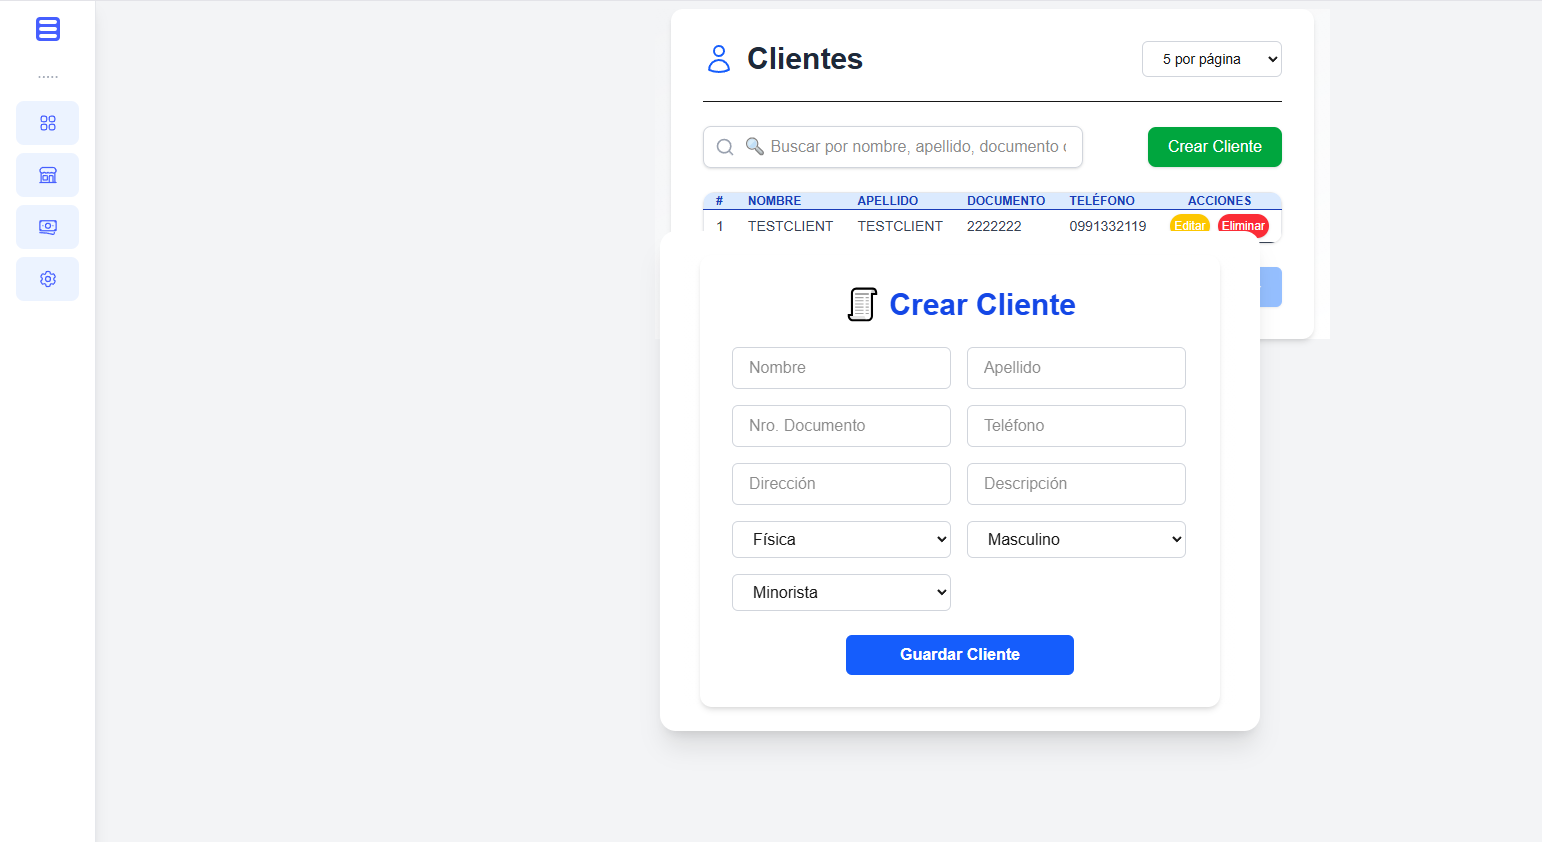 .....
Clientes
5 por página
🔍 Buscar por nombre, apellido, documento
Crear Cliente
# NOMBRE APELLIDO DOCUMENTO TELÉFONO ACCIONES
1 TESTCLIENT TESTCLIENT 2222222 0991332119 Editar Eliminar
Crear Cliente
Nombre Apellido
Nro. Documento Teléfono
Dirección Descripción
Física Masculino
Minorista
Guardar Cliente